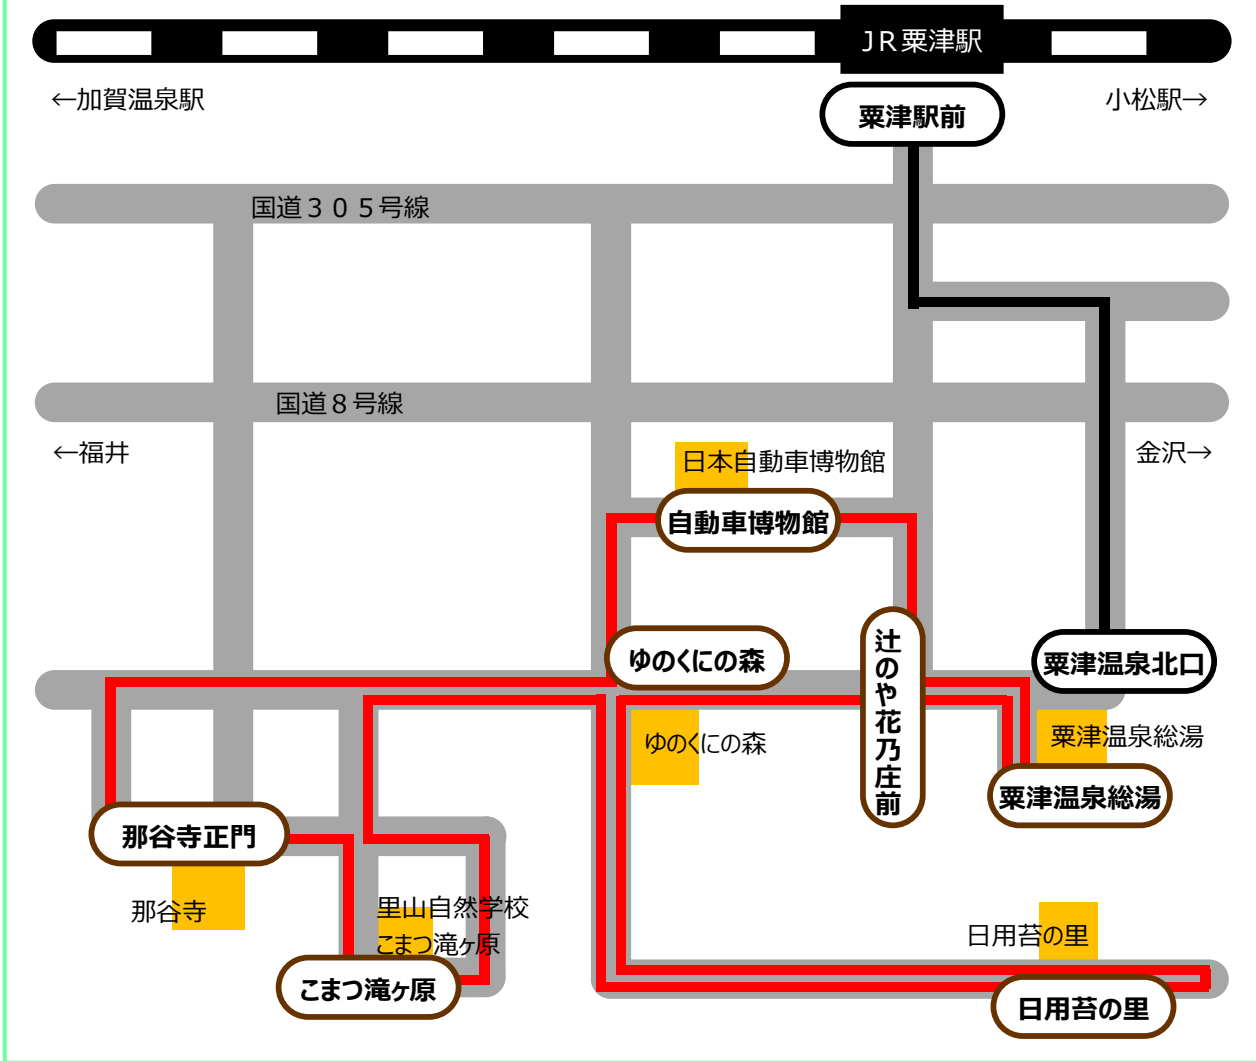 ＪＲ粟津駅
←加賀温泉駅
小松駅→
粟津駅前
国道３０５号線
国道８号線
←福井
金沢→
日本自動車博物館
自動車博物館
ゆのくにの森
辻のや花乃庄前
粟津温泉北口
ゆのくにの森
粟津温泉総湯
粟津温泉総湯
那谷寺正門
那谷寺
里山自然学校
こまつ滝ヶ原
こまつ滝ヶ原
日用苔の里
日用苔の里